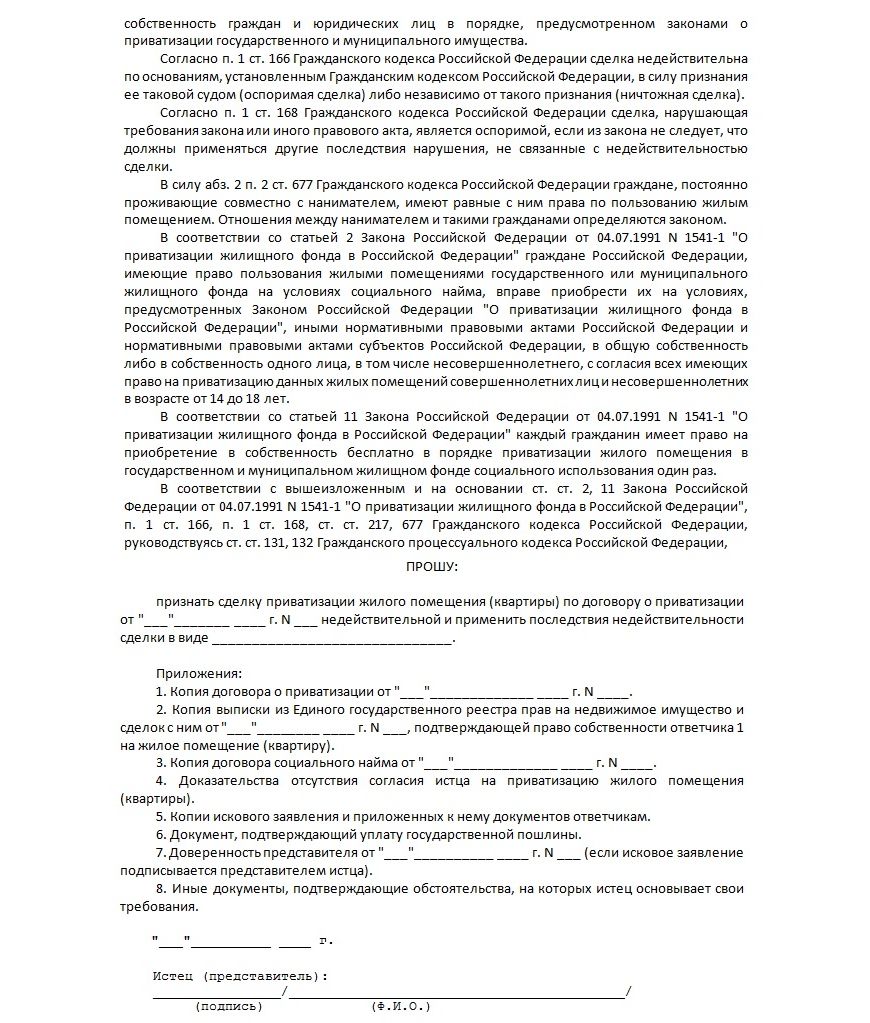 собственность граждан и юридических лиц в порядке, предусмотренном законами о
приватизации государственного и муниципального имущества.
Согласно п. 1 ст. 166 Гражданского кодекса Российской Федерации сделка недействительна
по основаниям, установленным Гражданским кодексом Российской Федерации, в силу признания
ее таковой судом (оспоримая сделка) либо независимо от такого признания (ничтожная сделка).
Согласно п. 1 ст. 168 Гражданского кодекса Российской Федерации сделка, нарушающая
требования закона или иного правового акта, является оспоримой, если из закона не следует, что
должны применяться другие последствия нарушения, не связанные с недействительностью
сделки.
В силу абз. 2 п. 2 ст. 677 Гражданского кодекса Российской Федерации граждане, постоянно
проживающие совместно с нанимателем, имеют равные с ним права по пользованию жилым
помещением. Отношения между нанимателем и такими гражданами определяются законом.
В соответствии со статьей 2 Закона Российской Федерации от 04.07.1991 N 1541-1 "О
приватизации жилищного фонда в Российской Федерации" граждане Российской Федерации,
имеющие право пользования жилыми помещениями государственного или муниципального
жилищного фонда на условиях социального найма, вправе приобрести их на условиях,
предусмотренных Законом Российской Федерации "О приватизации жилищного фонда в
Российской Федерации", иными нормативными правовыми актами Российской Федерации и
нормативными правовыми актами субъектов Российской Федерации, в общую собственность
либо в собственность одного лица, в том числе несовершеннолетнего, с согласия всех имеющих
право на приватизацию данных жилых помещений совершеннолетних лиц и несовершеннолетних
в возрасте от 14 до 18 лет.
В соответствии со статьей 11 Закона Российской Федерации от 04.07.1991 N 1541-1 "О
приватизации жилищного фонда в Российской Федерации" каждый гражданин имеет право на
приобретение в собственность бесплатно в порядке приватизации жилого помещения в
государственном и муниципальном жилищном фонде социального использования один раз.
В соответствии с вышеизложенным и на основании ст. ст. 2, 11 Закона Российской
Федерации от 04.07.1991 N 1541-1 "О приватизации жилищного фонда в Российской Федерации",
п. 1 ст. 166, п. 1 ст. 168, ст. ст. 217, 677 Гражданского кодекса Российской Федерации,
руководствуясь ст. ст. 131, 132 Гражданского процессуального кодекса Российской Федерации,
ПРОШУ:
признать сделку приватизации жилого помещения (квартиры) по договору о приватизации
от "___"_______ ____ г. N ___ недействительной и применить последствия недействительности
сделки в виде ______________________________.
Приложения:
1. Копия договора о приватизации от "___"_____________ ____ г. N ____.
2. Копия выписки из Единого государственного реестра прав на недвижимое имущество и
сделок с ним от "___"________ ____ г. N ___, подтверждающей право собственности ответчика 1
на жилое помещение (квартиру).
3. Копия договора социального найма от "___"_____________ ____ г. N ____.
4. Доказательства отсутствия согласия истца на приватизацию жилого помещения
(квартиры).
5. Копии искового заявления и приложенных к нему документов ответчикам.
6. Документ, подтверждающий уплату государственной пошлины.
7. Доверенность представителя от "___"__________ ____ г. N ___ (если исковое заявление
подписывается представителем истца).
8. Иные документы, подтверждающие обстоятельства, на которых истец основывает свои
требования.
"___"__________ ____ г.
Истец (представитель):
________________/__________________________________________/
(подпись) (Ф.И.О.)